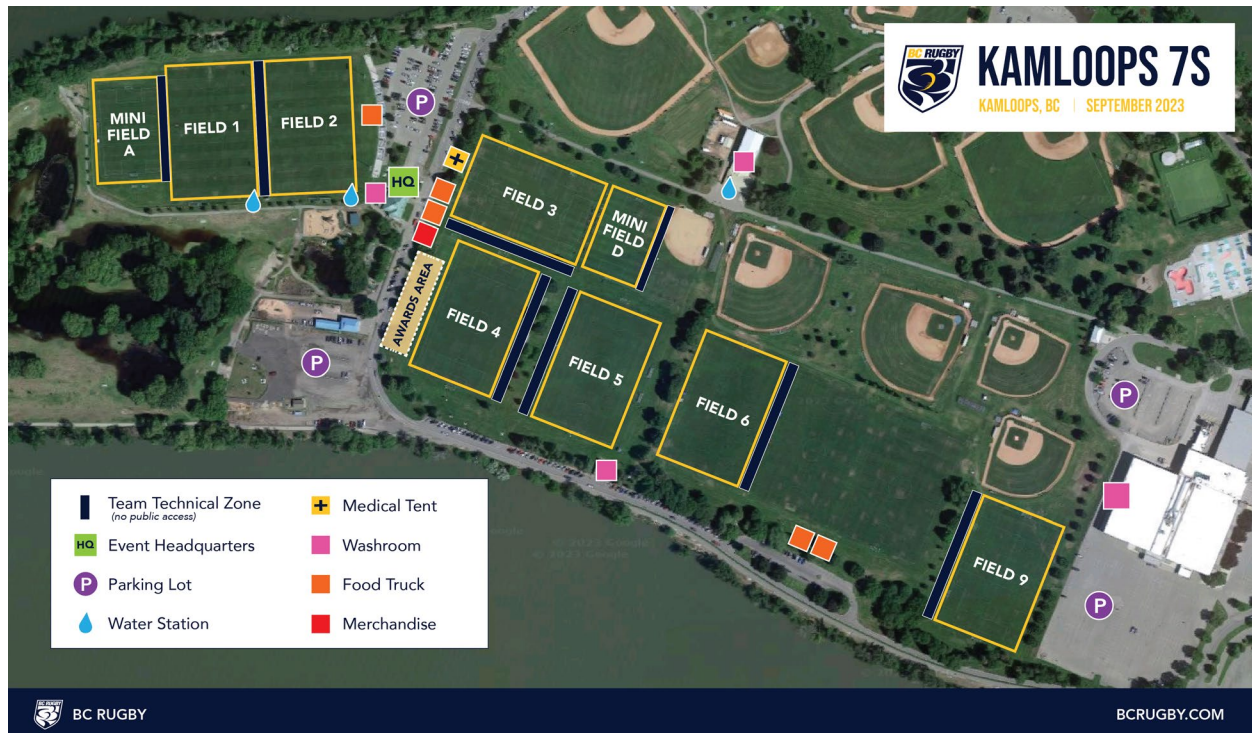 BC RUGBY
KAMLOOPS 7S
KAMLOOPS, BC | SEPTEMBER 2023
MINI
FIELD
A
FIELD 1
FIELD 2
P
HQ
FIELD 3
MINI
FIELD
D
AWARDS AREA
FIELD 4
P
FIELD 5
FIELD 6
P
FIELD 9
P
Team Technical Zone
(no public access)
HQ Event Headquarters
P Parking Lot
Water Station
Medical Tent
Washroom
Food Truck
Merchandise
BC RUGBY
BCRUGBY.COM